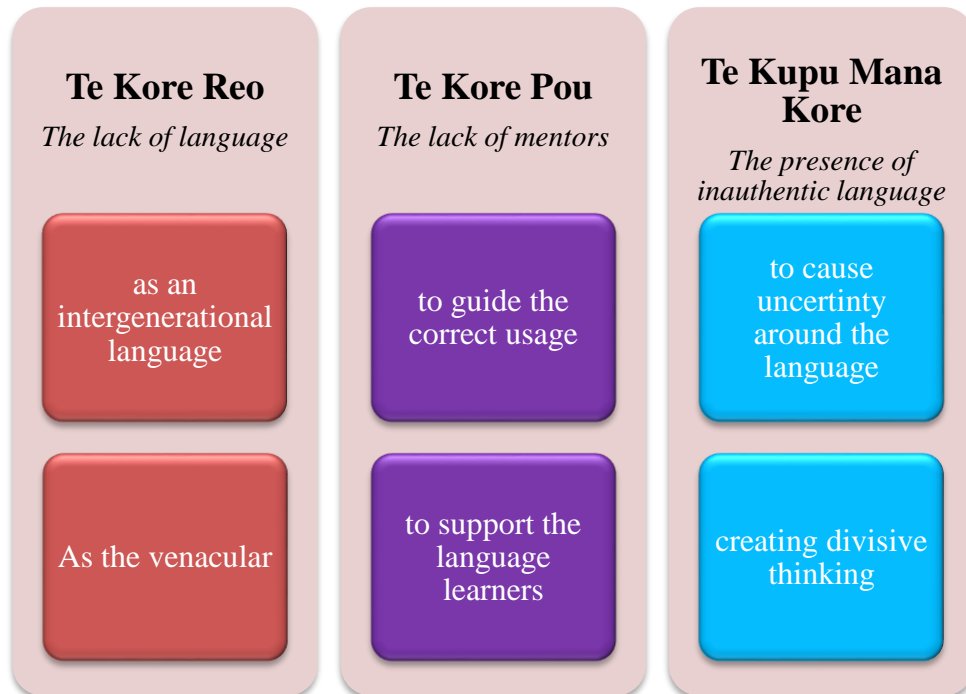 Te Kore Reo
The lack of language
as an
intergenerational
language
As the venacular
Te Kore Pou
The lack of mentors
to guide the
correct usage
to support the
language
learners
Te Kupu Mana
Kore
The presence of
inauthentic language
to cause
uncertinty
around the
language
creating divisive
thinking